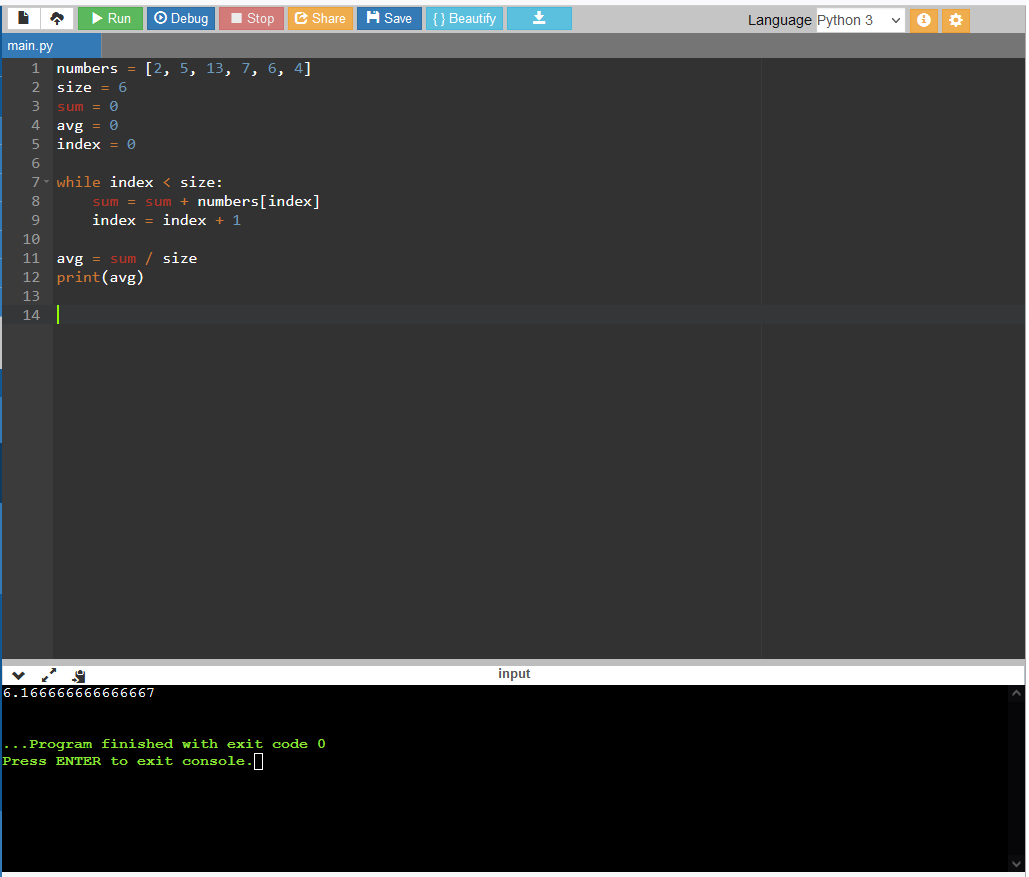 Run Debug Stop Share Save { } Beautify Language Python 3
main.py
1 numbers = [2, 5, 13, 7, 6, 4]
2 size = 6
3 sum = 0
4 avg = 0
5 index = 0
6
7 while index < size:
8     sum = sum + numbers[index]
9     index = index + 1
10
11 avg = sum / size
12 print(avg)
13
14
input
6.166666666666667
...Program finished with exit code 0
Press ENTER to exit console.